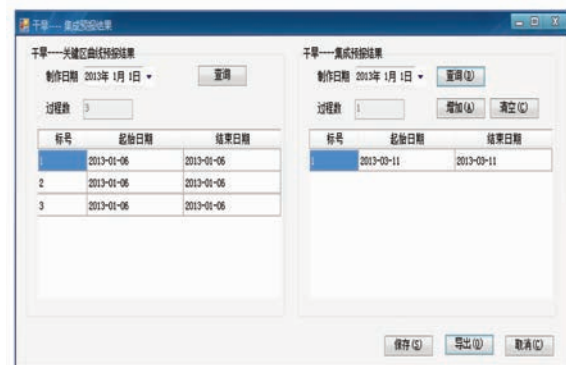 干旱---- 集成预报结果
干旱----关键区曲线预报结果
制作日期 2013年 1月 1日 查询
过程数 3
标号 起始日期 结束日期
1 2013-01-06 2013-01-06
2 2013-01-06 2013-01-06
3 2013-01-06 2013-01-06
干旱----集成预报结果
制作日期 2013年 1月 1日 查询(Q)
过程数 1 增加(A) 清空(C)
标号 起始日期 结束日期
1 2013-03-11 2013-03-11
保存(S) 导出(O) 取消(C)